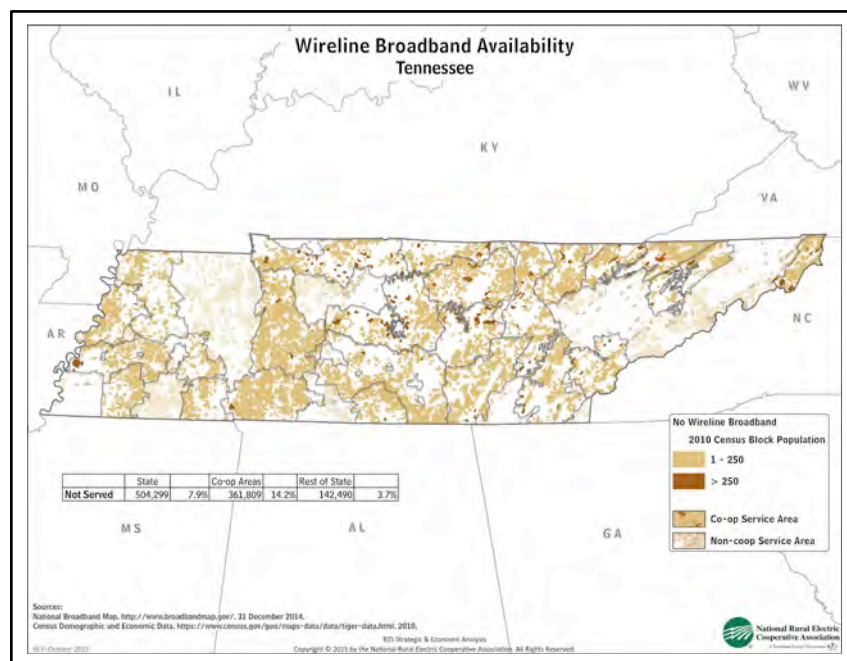 Wireline Broadband Availability
Tennessee
IL
WV
KY
MO
VA
AR
NC
No Wireline Broadband
2010 Census Block Population
1 - 250
> 250
Co-op Service Area
Non-coop Service Area
State Co-op Areas Rest of State
Not Served 504,299 7.9% 361,809 14.2% 142,490 3.7%
MS
AL
GA
Sources:
National Broadband Map, http://www.broadbandmap.gov/, 31 December 2014.
Census Demographic and Economic Data, https://www.census.gov/geo/maps-data/data/tiger-data.html, 2010.
Strategic & Economic Analysis
October 2015
Copyright © 2015 by the National Rural Electric Cooperative Association. All Rights Reserved.
National Rural Electric
Cooperative Association